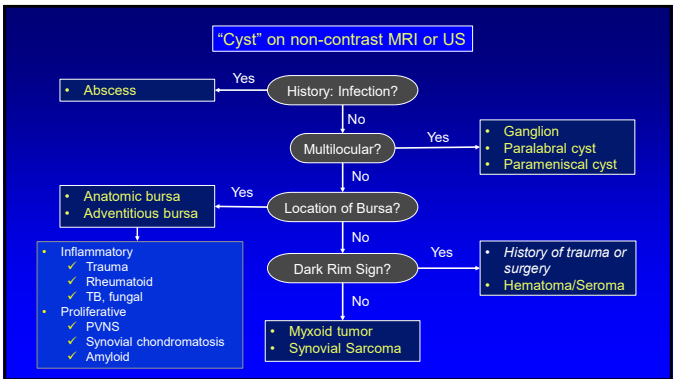 “Cyst” on non-contrast MRI or US
Yes
• Abscess
History: Infection?
No
Yes
Multilocular?
• Ganglion
• Paralabral cyst
• Parameniscal cyst
No
Yes
• Anatomic bursa
• Adventitious bursa
Location of Bursa?
No
Yes
• Inflammatory
✓ Trauma
✓ Rheumatoid
✓ TB, fungal
• Proliferative
✓ PVNS
✓ Synovial chondromatosis
✓ Amyloid
Dark Rim Sign?
• History of trauma or
surgery
• Hematoma/Seroma
No
• Myxoid tumor
• Synovial Sarcoma